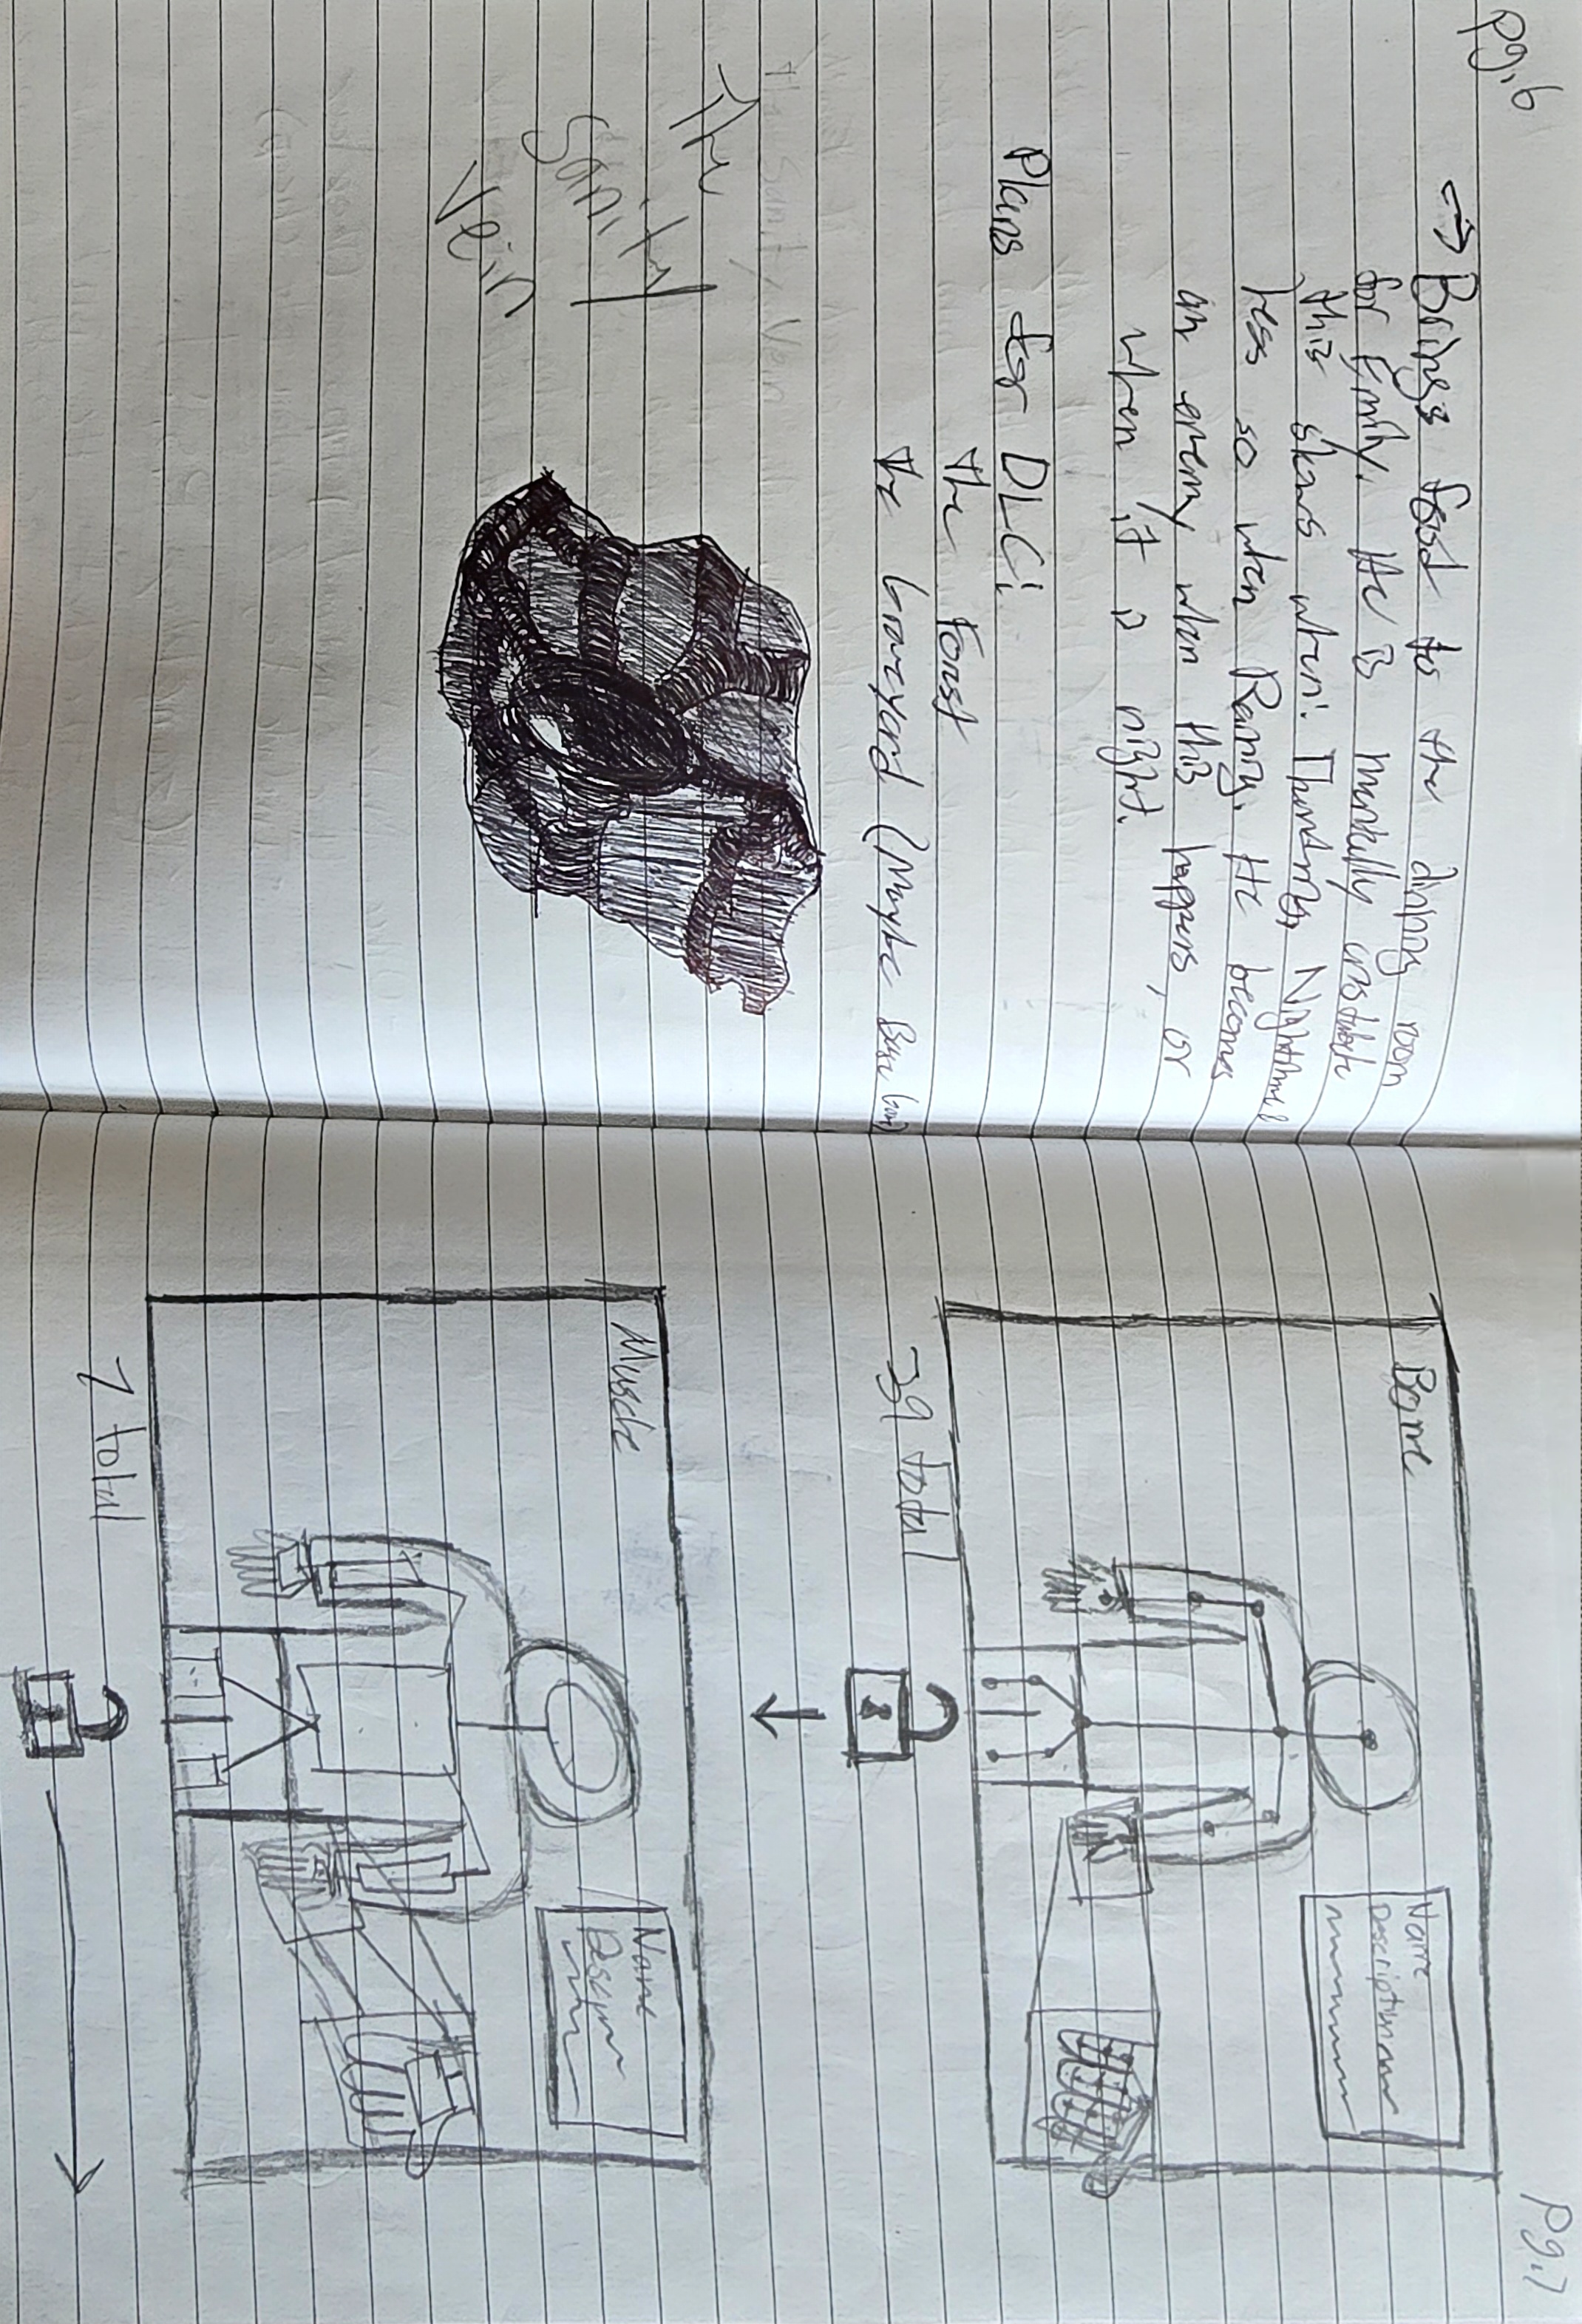 pg.6
→ Brings food to the dinning room
for Emily. He is mentally unstable
this shows when: Thundring, Nighttime &
less so when Rainig. He becomes
an enemy when this happens, or
when it is night.
Plans for DLC:
the Forest
the Graveyard (Maybe Base Game)
the Sanity Vein
The
Sanity
Vein
Pg.7
Bone
Name
Description
39 total
Muscle
Name
7 total